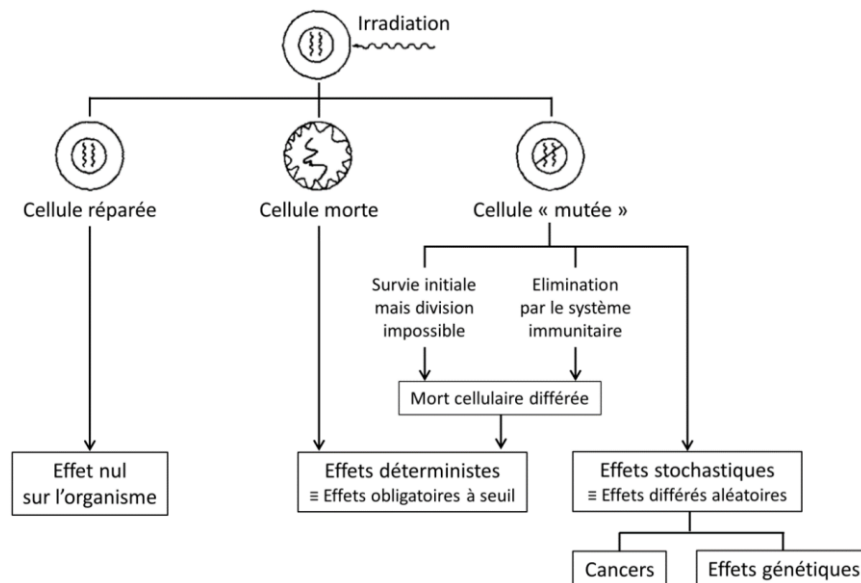 Irradiation
Cellule réparée
Cellule morte
Cellule « mutée »
Survie initiale
mais division
impossible
Elimination
par le système
immunitaire
Mort cellulaire différée
Effet nul
sur l’organisme
Effets déterministes
≡ Effets obligatoires à seuil
Effets stochastiques
≡ Effets différés aléatoires
Cancers
Effets génétiques